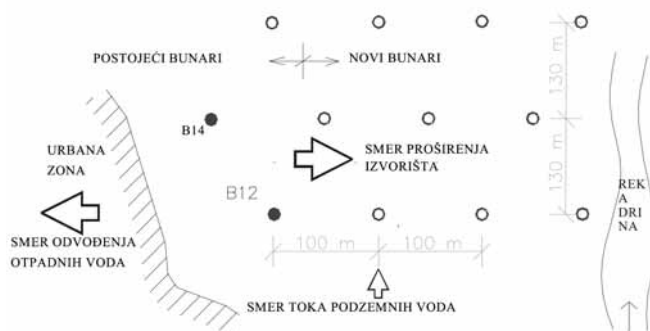 POSTOJEĆI BUNARI
NOVI BUNARI
130 m
B14
URBANA
ZONA
SMER PROŠIRENJA
IZVORIŠTA
130 m
B12
REK
A
DRI
NA
SMER ODVOĐENJA
OTPADNIH VODA
100 m
100 m
SMER TOKA PODZEMNIH VODA